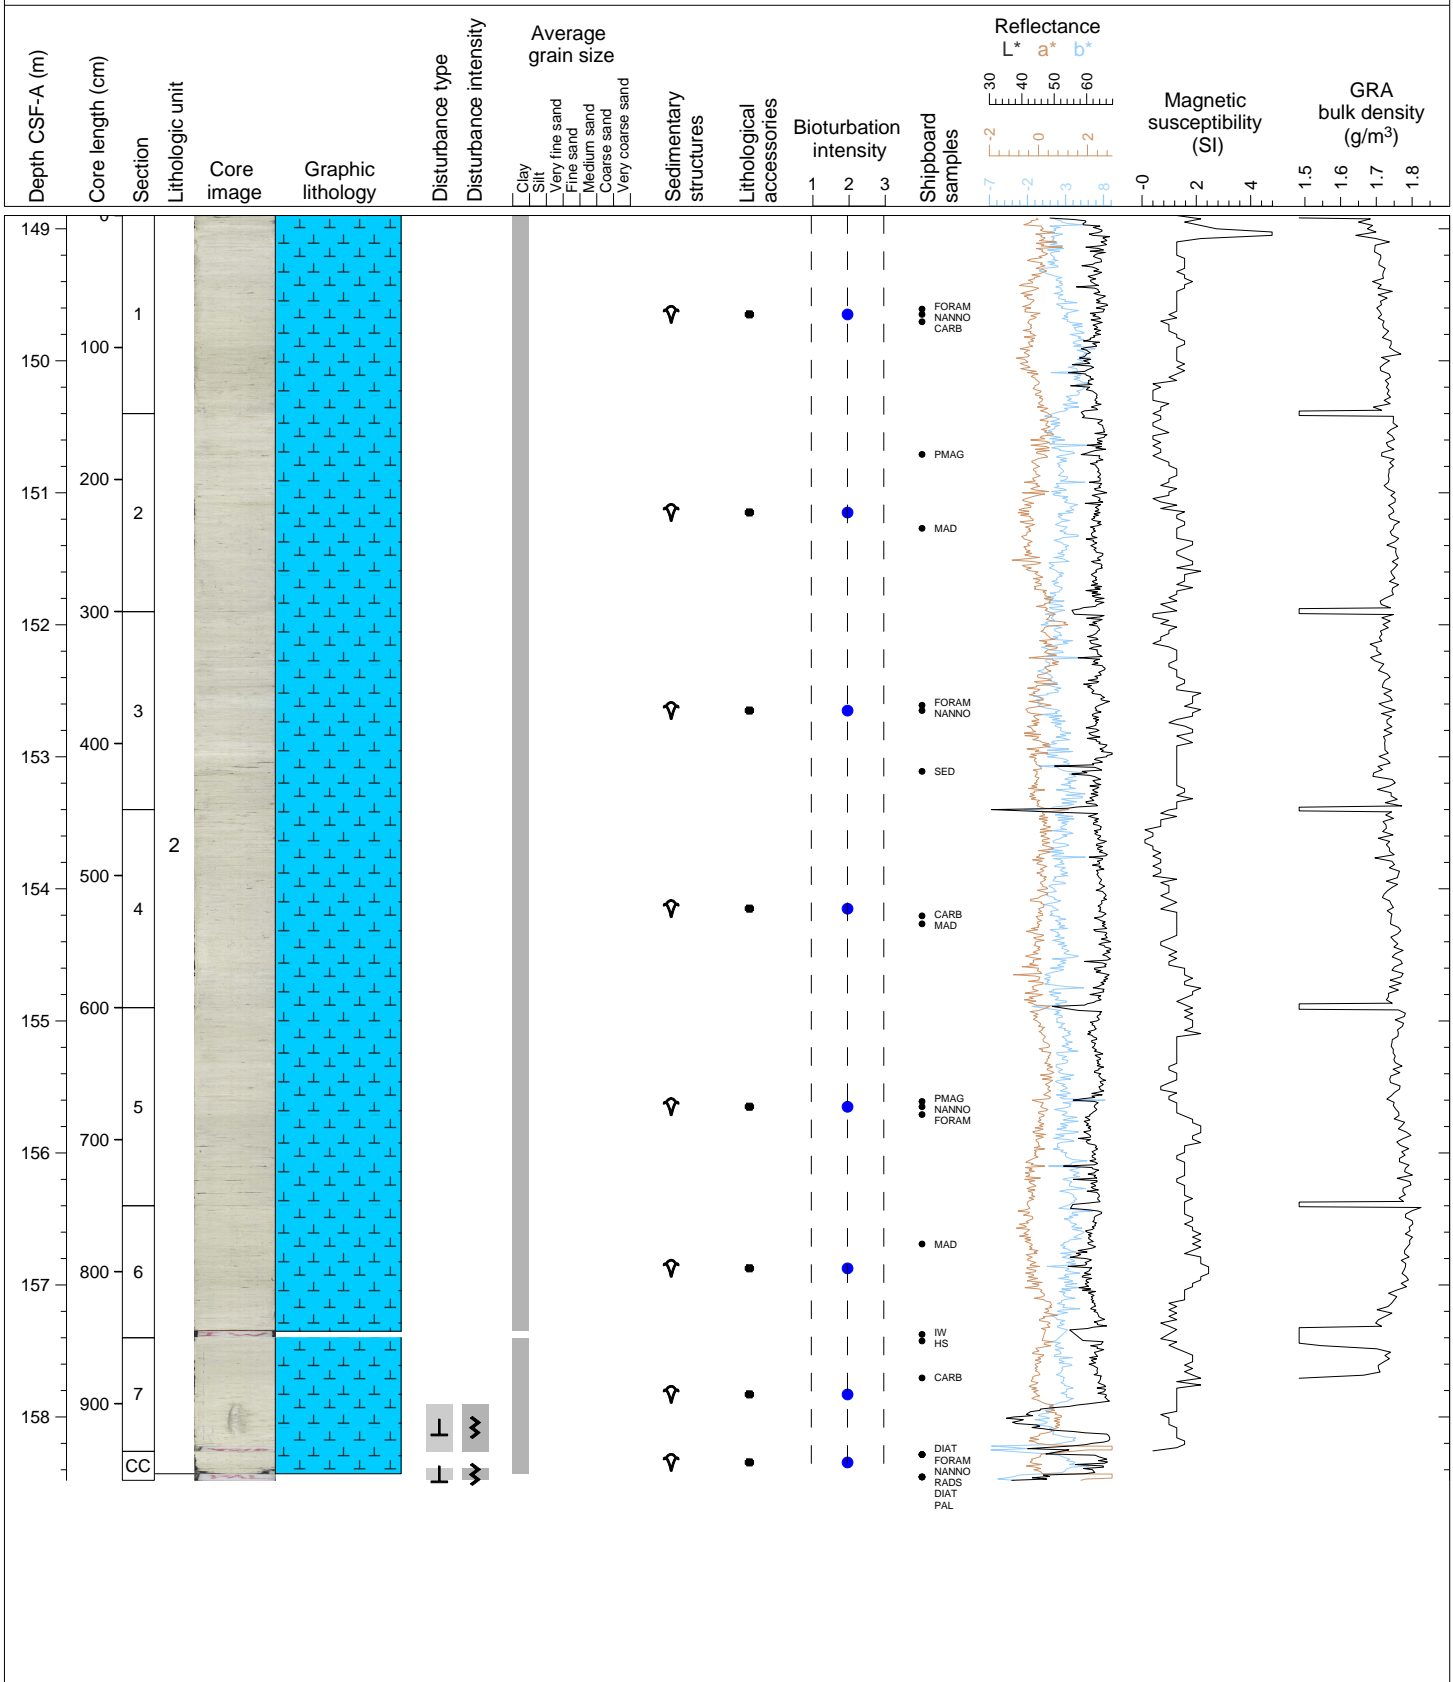 Depth CSF-A (m)
Core length (cm)
Section
Lithologic unit
Core
image
Graphic
lithology
Disturbance type
Disturbance intensity
Average
grain size
Clay
Silt
Very fine sand
Fine sand
Medium sand
Coarse sand
Very coarse sand
Sedimentary
structures
Lithological
accessories
Bioturbation
intensity
1 2 3
Shipboard
samples
Reflectance
L* a* b*
30 40 50 60
-2 0 2
-7 -2 3 8
Magnetic
susceptibility
(SI)
-0 2 4
GRA
bulk density
(g/m3)
1.5 1.6 1.7 1.8
0
149
1
FORAM
NANNO
CARB
100
150
PMAG
200
151
2
MAD
300
152
3
FORAM
NANNO
400
153
SED
2
500
154
4
CARB
MAD
600
155
5
PMAG
NANNO
FORAM
700
156
MAD
6
800
157
IW
HS
CARB
7
900
158
DIAT
FORAM
CC
NANNO
RADS
DIAT
PAL